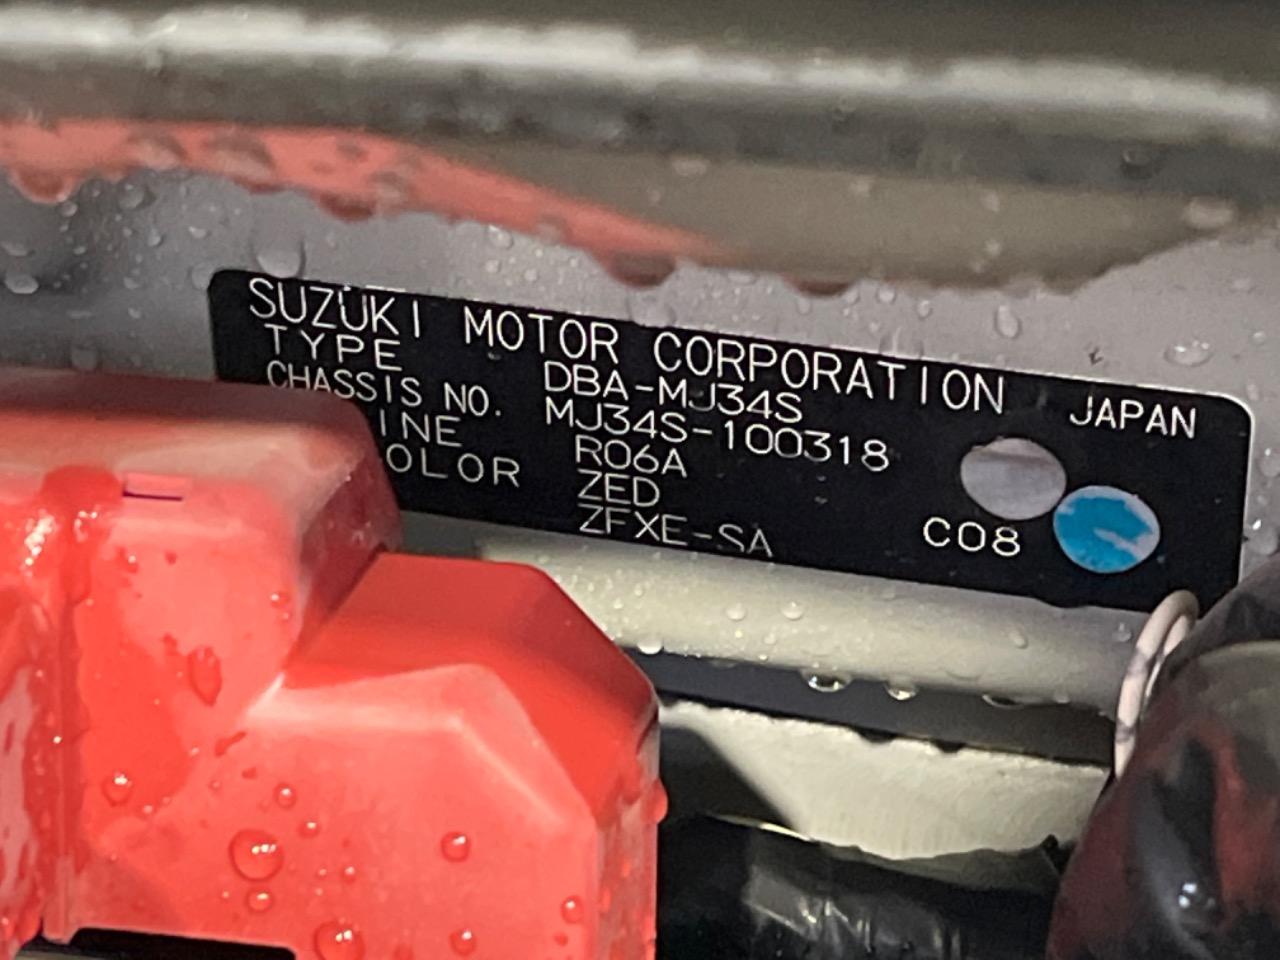 SUZUKI MOTOR CORPORATION JAPAN
TYPE DBA-MJ34S
CHASSIS NO. MJ34S-100318
INE R06A
OLOR ZED
ZFXE-SA
C08